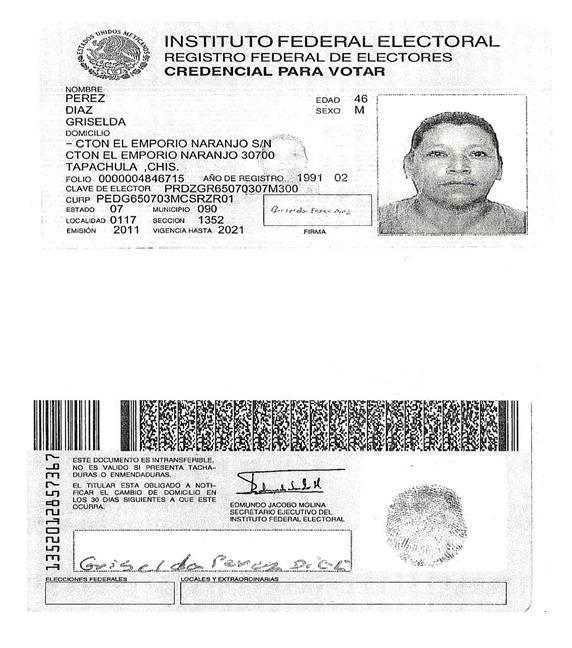 ESTADOS UNIDOS MEXICANOS
INSTITUTO FEDERAL ELECTORAL
REGISTRO FEDERAL DE ELECTORES
CREDENCIAL PARA VOTAR
NOMBRE
PEREZ
DIAZ
GRISELDA
EDAD 46
SEXO M
DOMICILIO
- CTON EL EMPORIO NARANJO S/N
CTON EL EMPORIO NARANJO 30700
TAPACHULA ,CHIS.
FOLIO 0000004846715 AÑO DE REGISTRO 1991 02
CLAVE DE ELECTOR PRDZGR65070307M300
CURP PEDG650703MCSRZR01
ESTADO 07 MUNICIPIO 090
LOCALIDAD 0117 SECCION 1352
EMISIÓN 2011 VIGENCIA HASTA 2021
Griselda Perez Diaz
FIRMA
ESTE DOCUMENTO ES INTRANSFERIBLE,
NO ES VALIDO SI PRESENTA TACHA-
DURAS O ENMENDADURAS.
EL TITULAR ESTA OBLIGADO A NOTI-
FICAR EL CAMBIO DE DOMICILIO EN
LOS 30 DIAS SIGUIENTES A QUE ESTE
OCURRA.
EDMUNDO JACOBO MOLINA
SECRETARIO EJECUTIVO DEL
INSTITUTO FEDERAL ELECTORAL
1352012857367
Griselda Perez
ELECCIONES FEDERALES
LOCALES Y EXTRAORDINARIAS